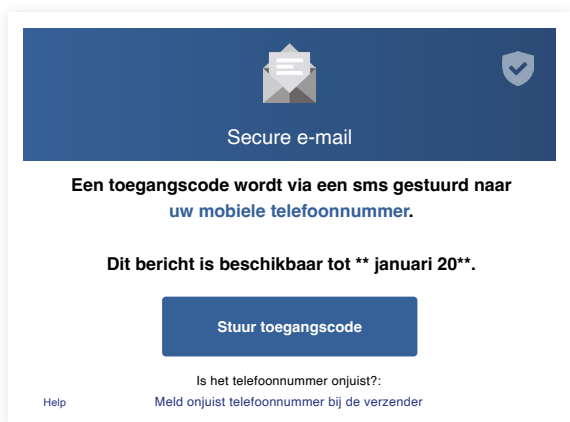 Secure e-mail
Een toegangscode wordt via een sms gestuurd naar
uw mobiele telefoonnummer.
Dit bericht is beschikbaar tot ** januari 20**.
Stuur toegangscode
Is het telefoonnummer onjuist?:
Help
Meld onjuist telefoonnummer bij de verzender